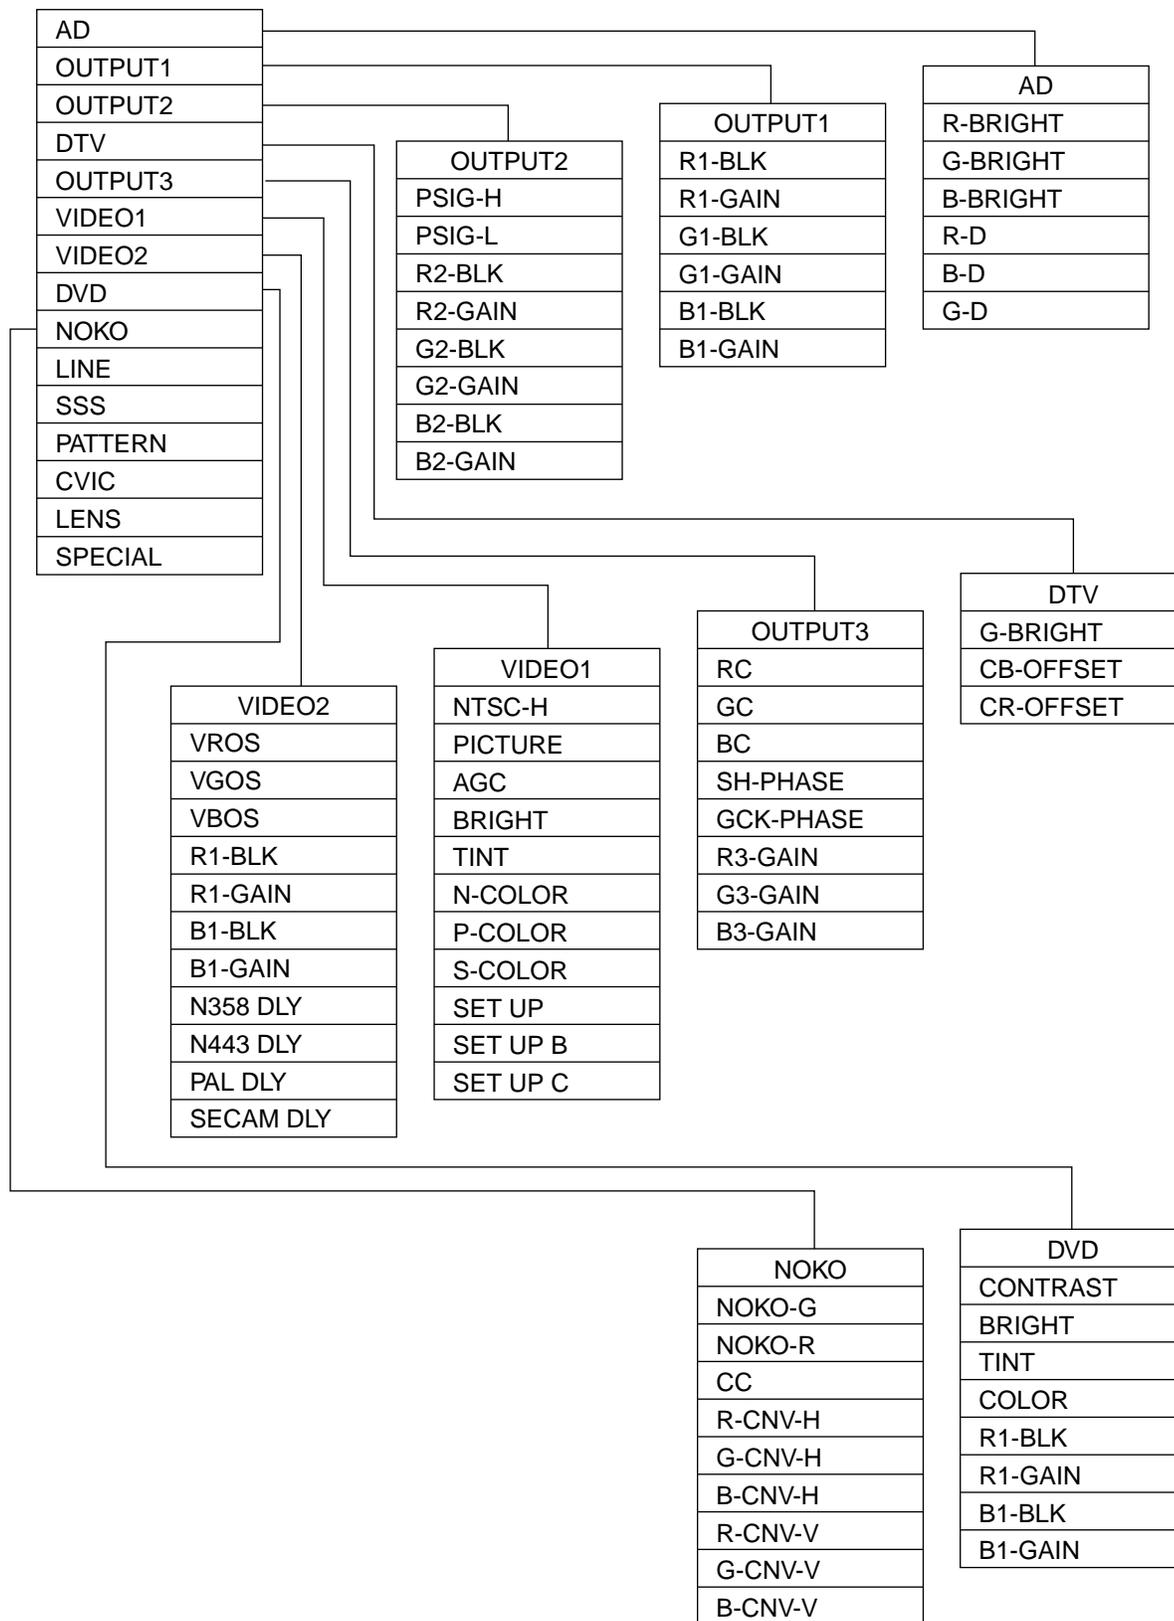 AD
OUTPUT1
OUTPUT2
DTV
OUTPUT3
VIDEO1
VIDEO2
DVD
NOKO
LINE
SSS
PATTERN
CVIC
LENS
SPECIAL
OUTPUT2
PSIG-H
PSIG-L
R2-BLK
R2-GAIN
G2-BLK
G2-GAIN
B2-BLK
B2-GAIN
OUTPUT1
R1-BLK
R1-GAIN
G1-BLK
G1-GAIN
B1-BLK
B1-GAIN
AD
R-BRIGHT
G-BRIGHT
B-BRIGHT
R-D
B-D
G-D
VIDEO2
VROS
VGOS
VBOS
R1-BLK
R1-GAIN
B1-BLK
B1-GAIN
N358 DLY
N443 DLY
PAL DLY
SECAM DLY
VIDEO1
NTSC-H
PICTURE
AGC
BRIGHT
TINT
N-COLOR
P-COLOR
S-COLOR
SET UP
SET UP B
SET UP C
OUTPUT3
RC
GC
BC
SH-PHASE
GCK-PHASE
R3-GAIN
G3-GAIN
B3-GAIN
DTV
G-BRIGHT
CB-OFFSET
CR-OFFSET
NOKO
NOKO-G
NOKO-R
CC
R-CNV-H
G-CNV-H
B-CNV-H
R-CNV-V
G-CNV-V
B-CNV-V
DVD
CONTRAST
BRIGHT
TINT
COLOR
R1-BLK
R1-GAIN
B1-BLK
B1-GAIN